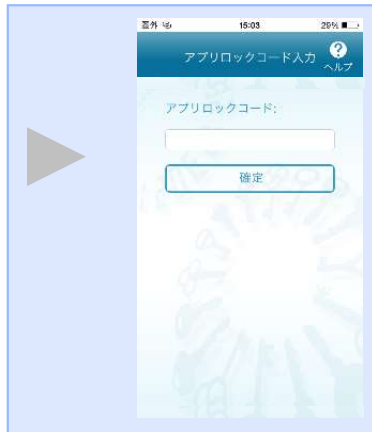 圏外 15:03 29%
アプリロックコード入力
ヘルプ
アプリロックコード:
確定